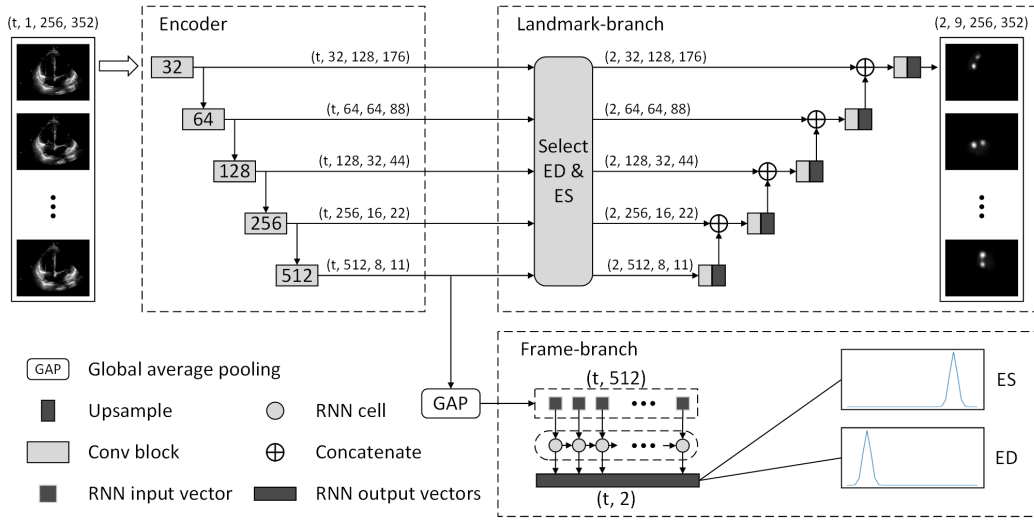 (t, 1, 256, 352)
Encoder
Landmark-branch
(2, 9, 256, 352)
32
(t, 32, 128, 176)
(2, 32, 128, 176)
64
(t, 64, 64, 88)
(2, 64, 64, 88)
128
(t, 128, 32, 44)
(2, 128, 32, 44)
Select
ED &
ES
256
(t, 256, 16, 22)
(2, 256, 16, 22)
512
(t, 512, 8, 11)
(2, 512, 8, 11)
Frame-branch
(t, 512)
GAP
(t, 2)
ES
ED
GAP Global average pooling
Upsample
RNN cell
Conv block
Concatenate
RNN input vector
RNN output vectors